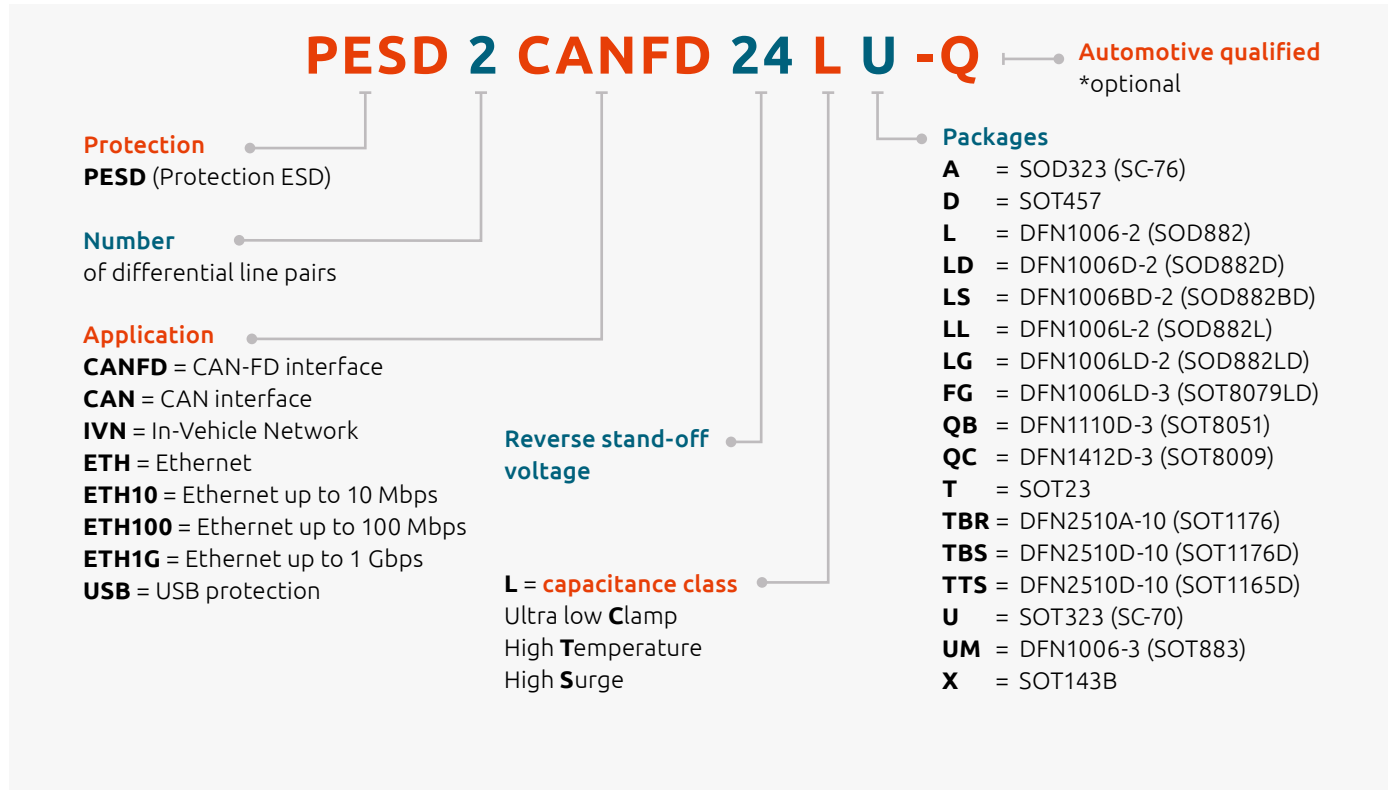 PESD 2 CANFD 24 L U -Q
Automotive qualified
*optional
Protection
PESD (Protection ESD)
Number
of differential line pairs
Application
CANFD = CAN-FD interface
CAN = CAN interface
IVN = In-Vehicle Network
ETH = Ethernet
ETH10 = Ethernet up to 10 Mbps
ETH100 = Ethernet up to 100 Mbps
ETH1G = Ethernet up to 1 Gbps
USB = USB protection
Reverse stand-off
voltage
L = capacitance class
Ultra low Clamp
High Temperature
High Surge
Packages
A = SOD323 (SC-76)
D = SOT457
L = DFN1006-2 (SOD882)
LD = DFN1006D-2 (SOD882D)
LS = DFN1006BD-2 (SOD882BD)
LL = DFN1006L-2 (SOD882L)
LG = DFN1006LD-2 (SOD882LD)
FG = DFN1006LD-3 (SOT8079LD)
QB = DFN1110D-3 (SOT8051)
QC = DFN1412D-3 (SOT8009)
T = SOT23
TBR = DFN2510A-10 (SOT1176)
TBS = DFN2510D-10 (SOT1176D)
TTS = DFN2510D-10 (SOT1165D)
U = SOT323 (SC-70)
UM = DFN1006-3 (SOT883)
X = SOT143B